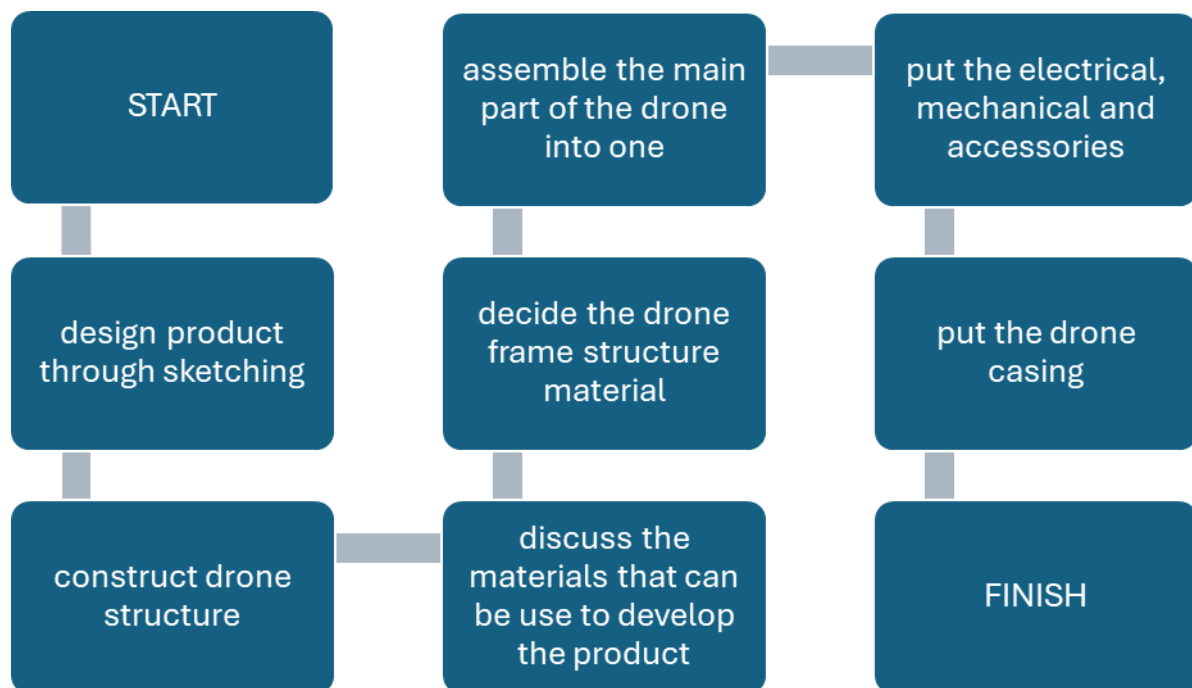 START
design product
through sketching
construct drone
structure
discuss the
materials that can
be use to develop
the product
decide the drone
frame structure
material
assemble the main
part of the drone
into one
put the electrical,
mechanical and
accessories
put the drone
casing
FINISH